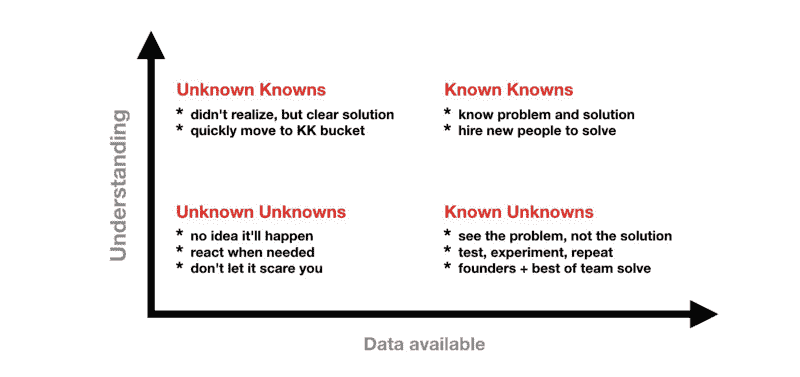 Understanding
Unknown Knowns
* didn't realize, but clear solution
* quickly move to KK bucket
Known Knowns
* know problem and solution
* hire new people to solve
Unknown Unknowns
* no idea it'll happen
* react when needed
* don't let it scare you
Known Unknowns
* see the problem, not the solution
* test, experiment, repeat
* founders + best of team solve
Data available